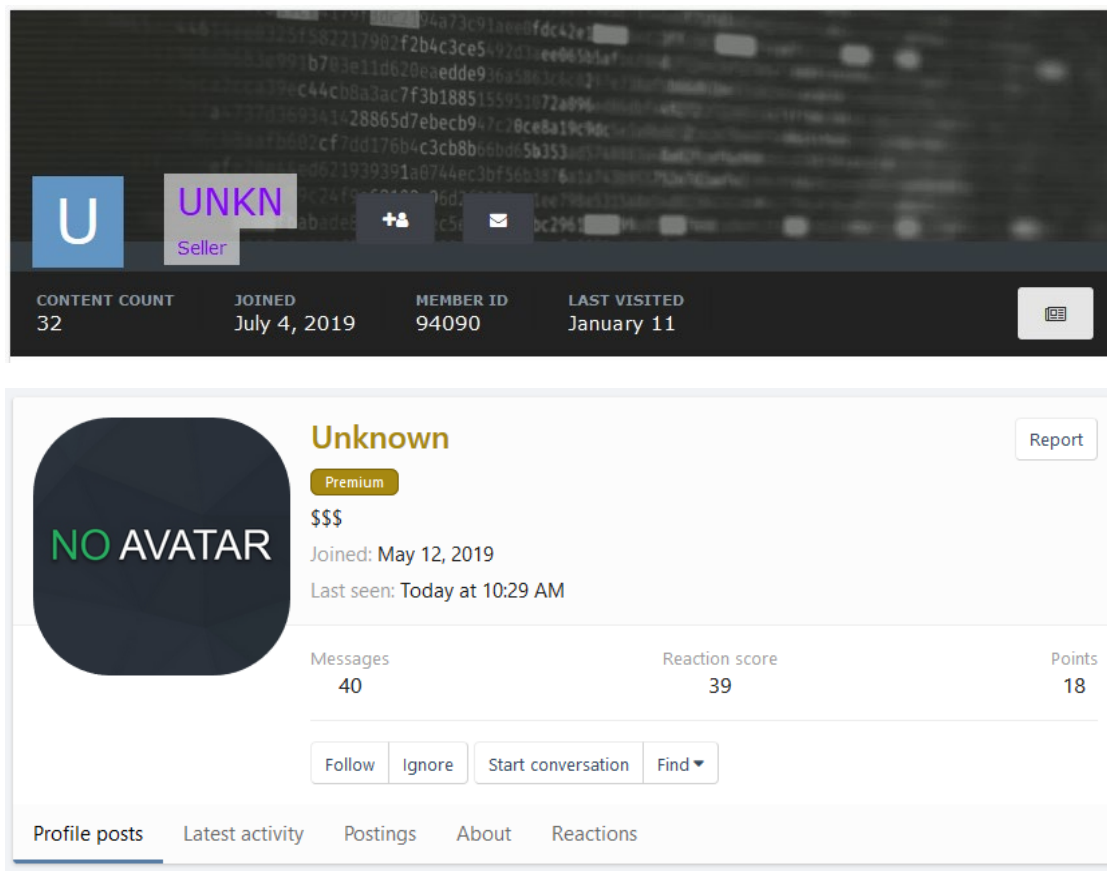 U
UNKN
Seller
CONTENT COUNT JOINED MEMBER ID LAST VISITED
32 July 4, 2019 94090 January 11
Unknown
Report
Premium
$$$
NO AVATAR
Joined: May 12, 2019
Last seen: Today at 10:29 AM
Messages Reaction score Points
40 39 18
Follow Ignore Start conversation Find
Profile posts Latest activity Postings About Reactions